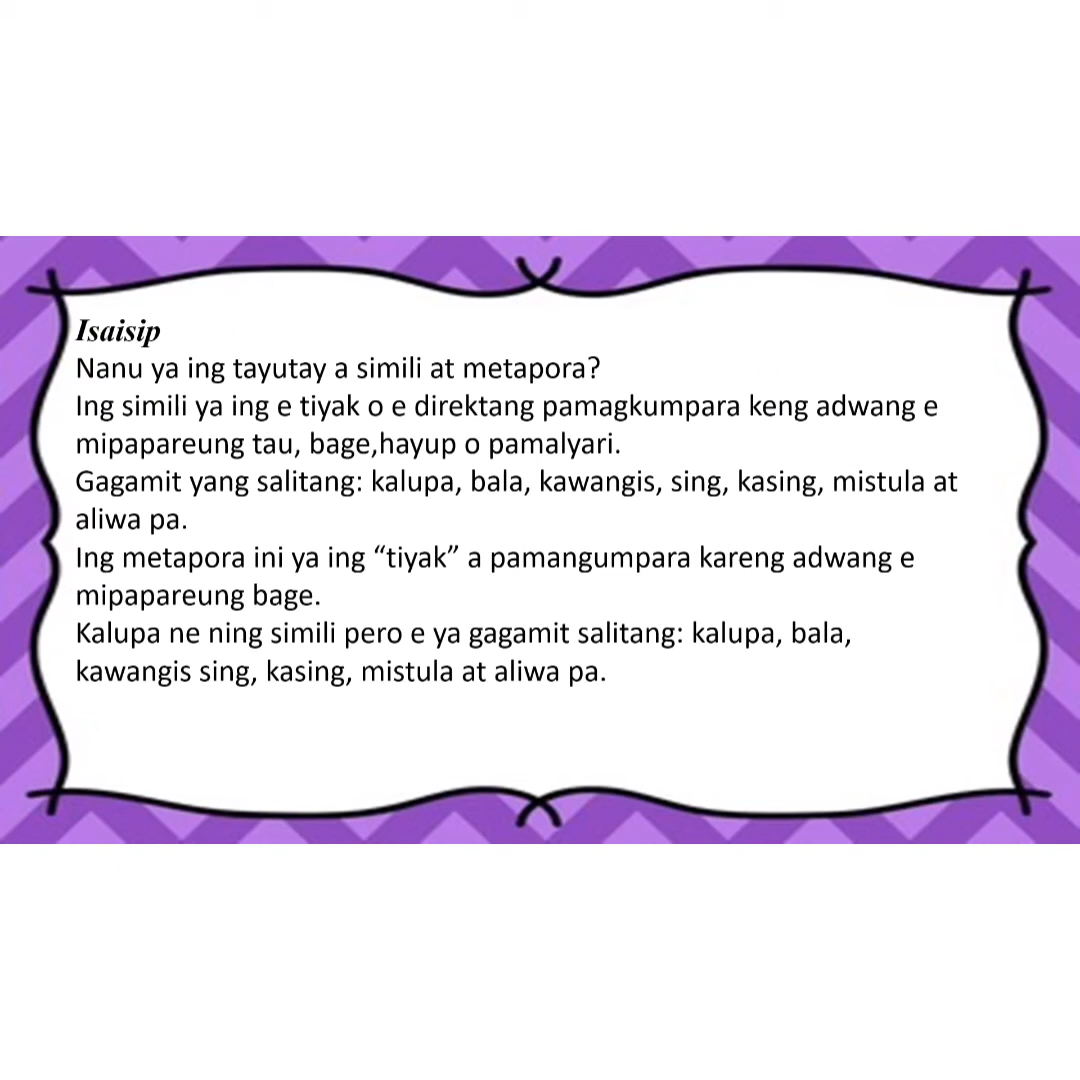 Isaisip
Nanu ya ing tayutay a simili at metapora?
Ing simili ya ing e tiyak o e direktang pamagkumpara keng adwang e
mipapareung tau, bage,hayup o pamalyari.
Gagamit yang salitang: kalupa, bala, kawangis, sing, kasing, mistula at
aliwa pa.
Ing metapora ini ya ing “tiyak” a pamangumpara kareng adwang e
mipapareung bage.
Kalupa ne ning simili pero e ya gagamit salitang: kalupa, bala,
kawangis sing, kasing, mistula at aliwa pa.